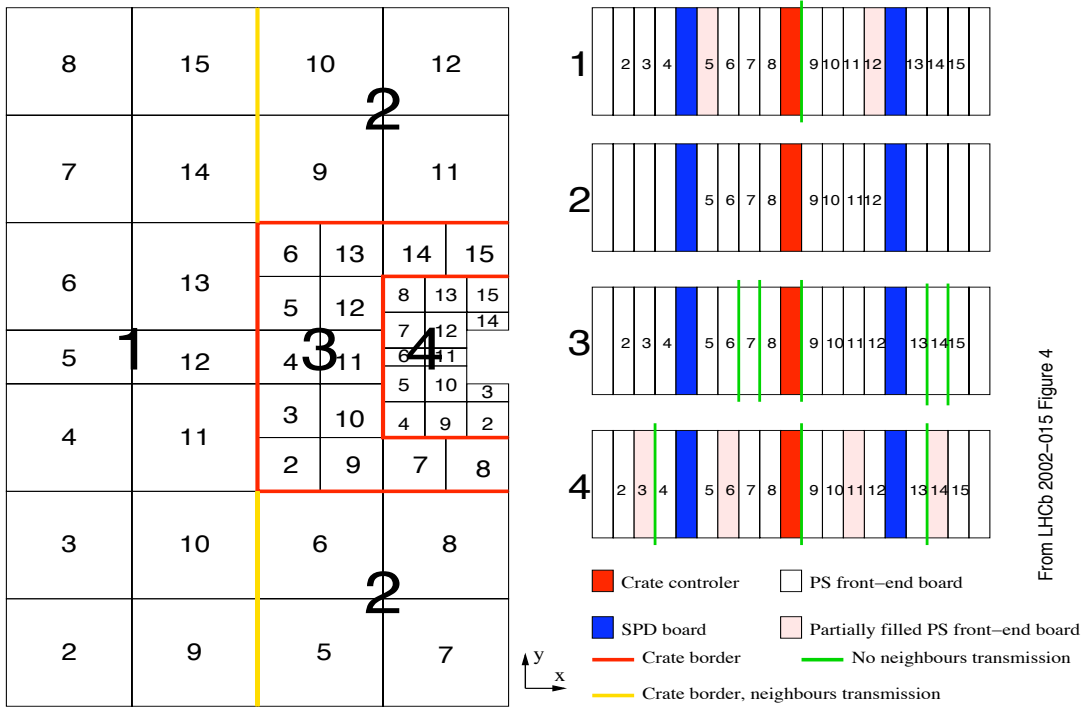 8 15 10 12
2
7 14 9 11
6 13 6 13 14 15
5 12 8 13 15
14
7 12
5 1 12 4 3 11 6 4 11
5 10 3
4 11 3 10 4 9 2
2 9 7 8
3 10 6 8
2
2 9 5 7
y
x
1 2 3 4 5 6 7 8 9 10 11 12 13 14 15
2 5 6 7 8 9 10 11 12
3 2 3 4 5 6 7 8 9 10 11 12 13 14 15
4 2 3 4 5 6 7 8 9 10 11 12 13 14 15
Crate controler
PS front−end board
SPD board
Partially filled PS front−end board
Crate border
No neighbours transmission
Crate border, neighbours transmission
From LHCb 2002−015 Figure 4